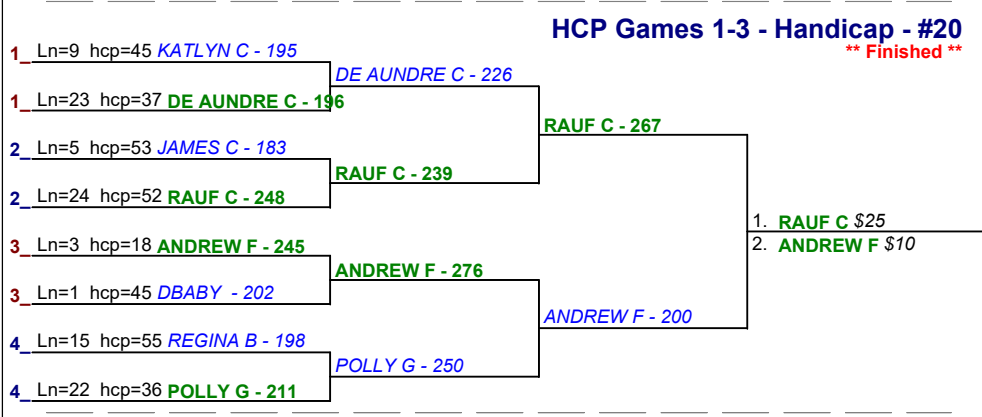 HCP Games 1-3 - Handicap - #20
** Finished **
1_ Ln=9 hcp=45 KATLYN C - 195
DE AUNDRE C - 226
1_ Ln=23 hcp=37 DE AUNDRE C - 196
RAUF C - 267
2_ Ln=5 hcp=53 JAMES C - 183
RAUF C - 239
2_ Ln=24 hcp=52 RAUF C - 248
1. RAUF C $25
2. ANDREW F $10
3_ Ln=3 hcp=18 ANDREW F - 245
ANDREW F - 276
3_ Ln=1 hcp=45 DBABY - 202
ANDREW F - 200
4_ Ln=15 hcp=55 REGINA B - 198
POLLY G - 250
4_ Ln=22 hcp=36 POLLY G - 211